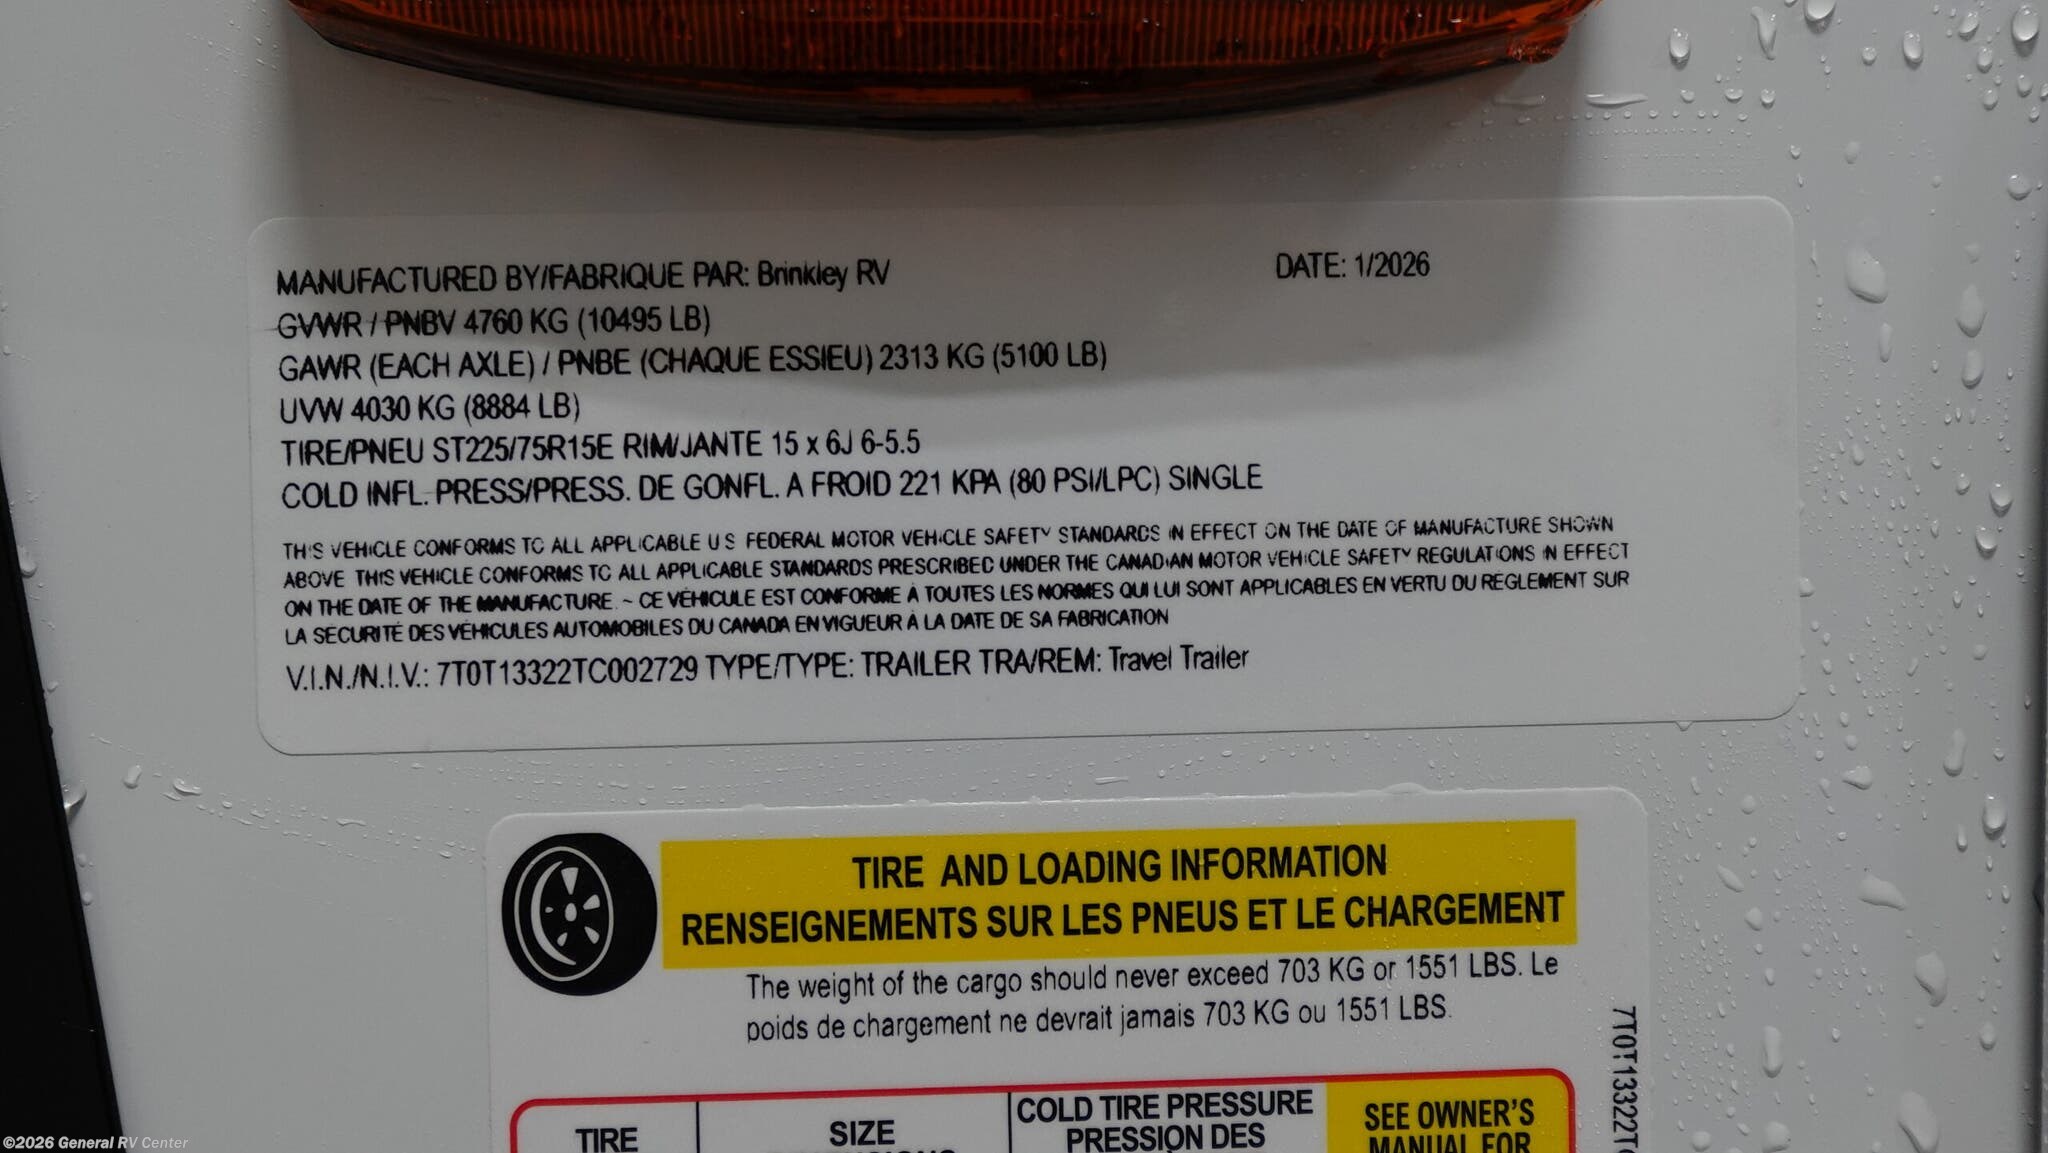 MANUFACTURED BY/FABRIQUE PAR: Brinkley RV DATE: 1/2026
GVWR / PNBV 4760 KG (10495 LB)
GAWR (EACH AXLE) / PNBE (CHAQUE ESSIEU) 2313 KG (5100 LB)
UVW 4030 KG (8884 LB)
TIRE/PNEU ST225/75R15E RIM/JANTE 15 x 6J 6-5.5
COLD INFL. PRESS/PRESS. DE GONFL. A FROID 221 KPA (80 PSI/LPC) SINGLE
THIS VEHICLE CONFORMS TO ALL APPLICABLE U S FEDERAL MOTOR VEHICLE SAFETY STANDARDS IN EFFECT ON THE DATE OF MANUFACTURE SHOWN
ABOVE THIS VEHICLE CONFORMS TO ALL APPLICABLE STANDARDS PRESCRIBED UNDER THE CANADIAN MOTOR VEHICLE SAFETY REGULATIONS IN EFFECT
ON THE DATE OF THE MANUFACTURE. ~ CE VÉHICULE EST CONFORME À TOUTES LES NORMES QUI LUI SONT APPLICABLES EN VERTU DU RÈGLEMENT SUR
LA SÉCURITÉ DES VÉHICULES AUTOMOBILES DU CANADA EN VIGUEUR À LA DATE DE SA FABRICATION
V.I.N./N.I.V.: 7T0T13322TC002729 TYPE/TYPE: TRAILER TRA/REM: Travel Trailer
TIRE AND LOADING INFORMATION
RENSEIGNEMENTS SUR LES PNEUS ET LE CHARGEMENT
The weight of the cargo should never exceed 703 KG or 1551 LBS. Le
poids de chargement ne devrait jamais 703 KG ou 1551 LBS.
TIRE
SIZE
COLD TIRE PRESSURE
PRESSION DES
SEE OWNER'S
MANUAL FOR
7T0T13322T
©2026 General RV Center